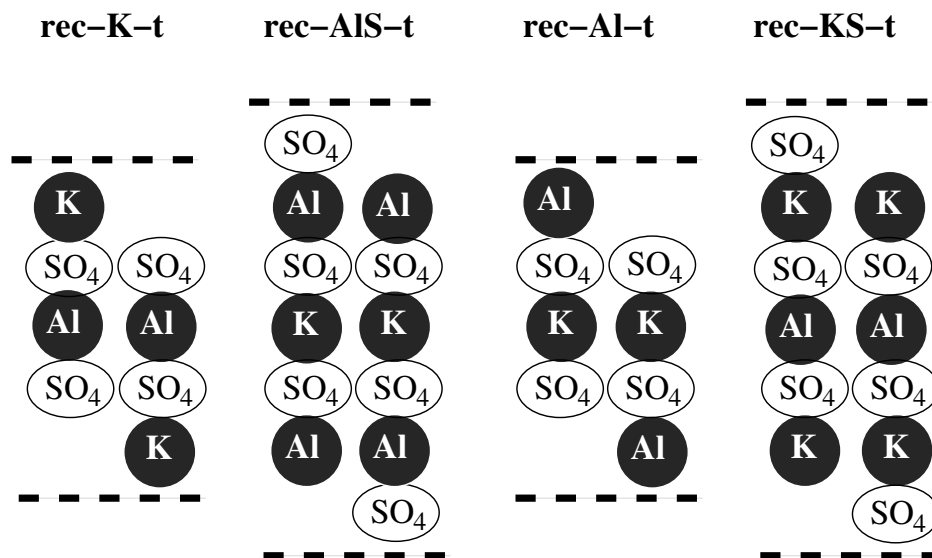 rec–K–t rec–AlS–t rec–Al–t rec–KS–t
SO4 SO4
K Al Al Al K K
SO4 SO4 SO4 SO4 SO4 SO4 SO4 SO4
Al Al K K K K Al Al
SO4 SO4 SO4 SO4 SO4 SO4 SO4 SO4
K Al Al Al K K
SO4 SO4